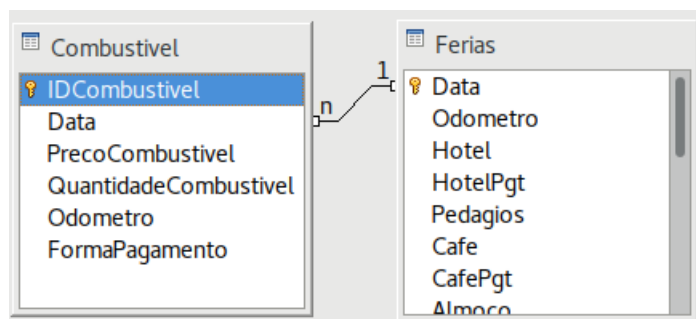 Combustivel
IDCombustivel
Data
PrecoCombustivel
QuantidadeCombustivel
Odometro
FormaPagamento
n
1
Ferias
Data
Odometro
Hotel
HotelPgt
Pedagios
Cafe
CafePgt
Almoco